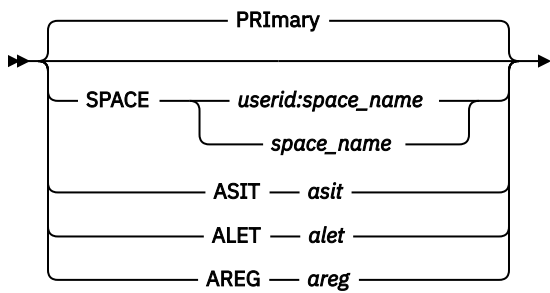 PRImary
SPACE userid:space_name
space_name
ASIT asit
ALET alet
AREG areg